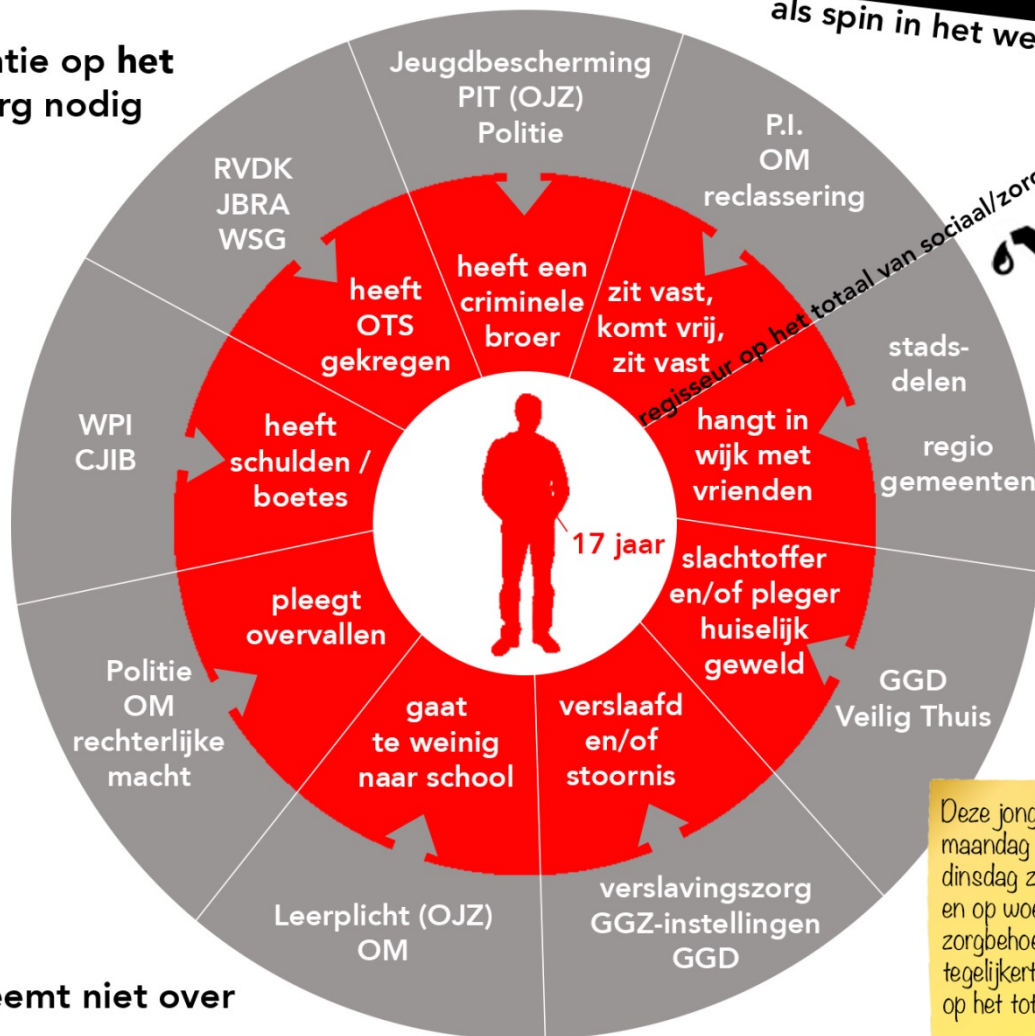 als spin in het we
tie op het
rg nodig
Jeugdbescherming
PIT (OJZ)
Politie
P.I.
OM
reclassering
regisseur op het totaal van sociaal/zorg
stads-
delen
regio
gemeenten
GGD
Veilig Thuis
verslavingszorg
GGZ-instellingen
GGD
Leerplicht (OJZ)
OM
Politie
OM
rechterlijke
macht
WPI
CJIB
RVDK
JBRA
WSG
heeft een
criminele
broer
zit vast,
komt vrij,
zit vast
hangt in
wijk met
vrienden
slachtoffer
en/of pleger
huiselijk
geweld
verslaafd
en/of
stoornis
gaat
te weinig
naar school
pleegt
overvallen
heeft
schulden /
boetes
heeft
OTS
gekregen
17 jaar
Deze jong
maandag
dinsdag z
en op woe
zorgbehoe
tegelijkert
op het tot
eemt niet over